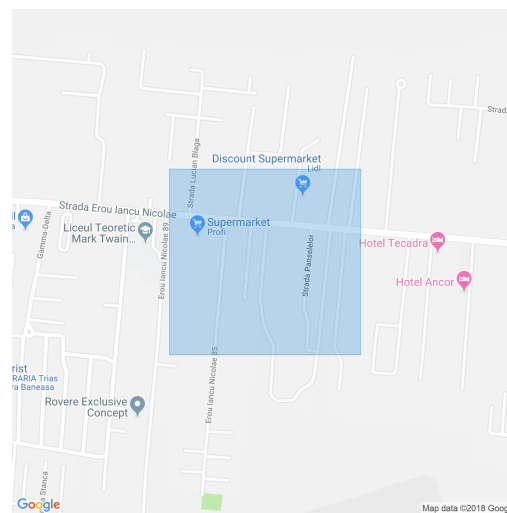 Strada
Strada Lucian Blaga
Discount Supermarket
Lidl
Strada Erou Iancu Nicolae
Supermarket
Profi
Liceul Teoretic
Mark Twain...
Gamma-Delta
Erou Iancu Nicolae 89
Strada Panselelor
Hotel Tecadra
Hotel Ancor
Erou Iancu Nicolae 85
rist
RARIA Trias
ra Baneasa
Rovere Exclusive
Concept
a Stanca
Google
Map data ©2018 Goog